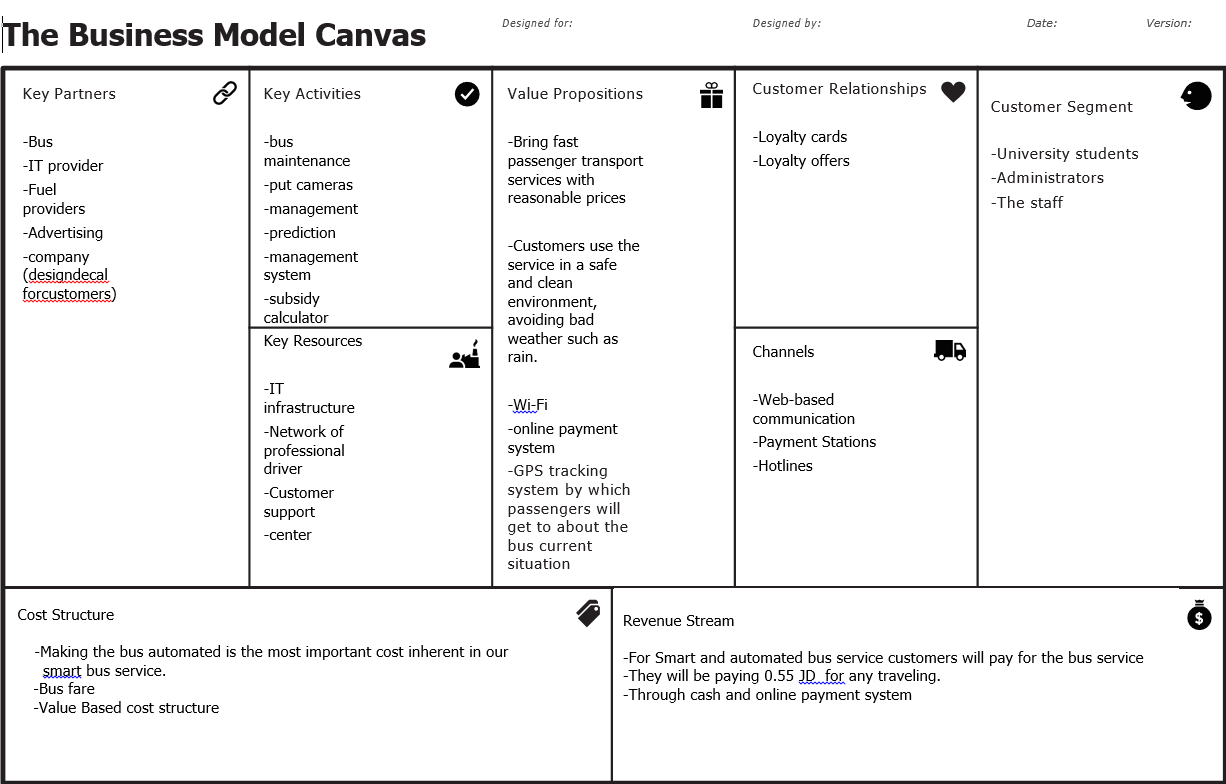 The Business Model Canvas
Designed for:
Designed by:
Date:
Version:
Key Partners
-Bus
-IT provider
-Fuel
providers
-Advertising
-company
(designdecal
forcustomers)
Key Activities
-bus
maintenance
-put cameras
-management
-prediction
-management
system
-subsidy
calculator
Key Resources
-IT
infrastructure
-Network of
professional
driver
-Customer
support
-center
Value Propositions
-Bring fast
passenger transport
services with
reasonable prices
-Customers use the
service in a safe
and clean
environment,
avoiding bad
weather such as
rain.
-Wi-Fi
-online payment
system
-GPS tracking
system by which
passengers will
get to about the
bus current
situation
Customer Relationships
-Loyalty cards
-Loyalty offers
Channels
-Web-based
communication
-Payment Stations
-Hotlines
Customer Segment
-University students
-Administrators
-The staff
Cost Structure
-Making the bus automated is the most important cost inherent in our
smart bus service.
-Bus fare
-Value Based cost structure
Revenue Stream
$
-For Smart and automated bus service customers will pay for the bus service
-They will be paying 0.55 JD  for any traveling.
-Through cash and online payment system